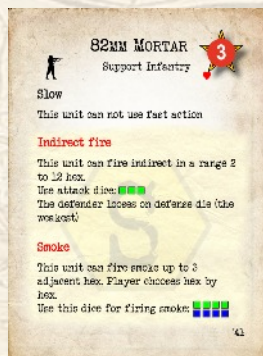 82MM MORTAR
3
Support Infantry
Slow
This unit can not use fast action
Indirect fire
This unit can fire indirect in a range 2
to 12 hex.
Use attack dice:
The defender looses on defense die (the
weakest)
Smoke
This unit can fire smoke up to 3
adjacent hex. Player chooses hex by
hex.
Use this dice for firing smoke:
'41